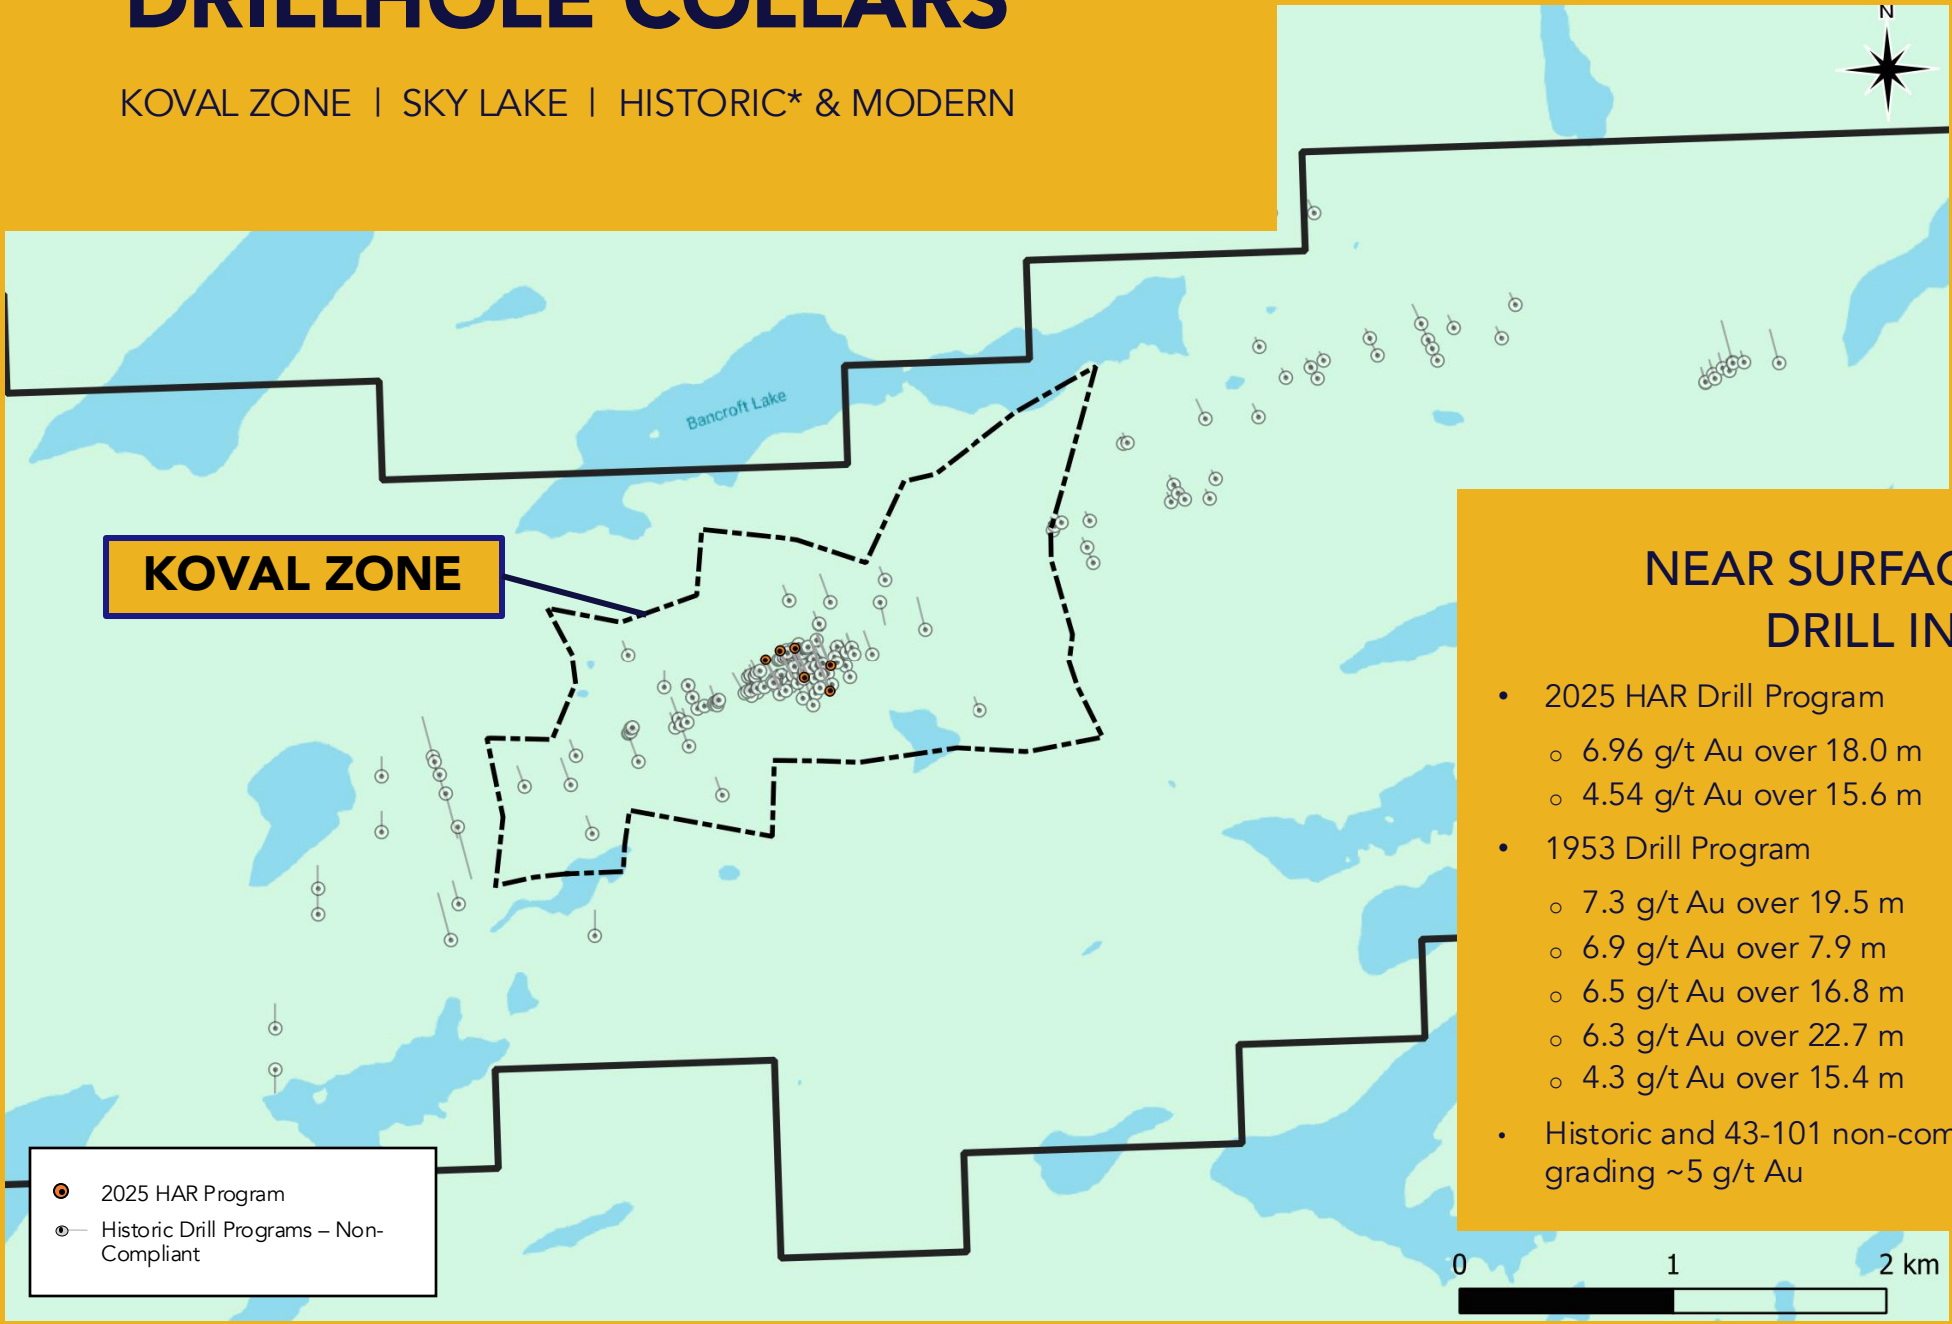 DRILLHOLE COLLARS
KOVAL ZONE | SKY LAKE | HISTORIC* & MODERN
N
Bancroft Lake
KOVAL ZONE
NEAR SURFAC
DRILL IN
• 2025 HAR Drill Program
o 6.96 g/t Au over 18.0 m
o 4.54 g/t Au over 15.6 m
• 1953 Drill Program
o 7.3 g/t Au over 19.5 m
o 6.9 g/t Au over 7.9 m
o 6.5 g/t Au over 16.8 m
o 6.3 g/t Au over 22.7 m
o 4.3 g/t Au over 15.4 m
• Historic and 43-101 non-com
grading ~5 g/t Au
2025 HAR Program
Historic Drill Programs – Non-
Compliant
0 1 2 km